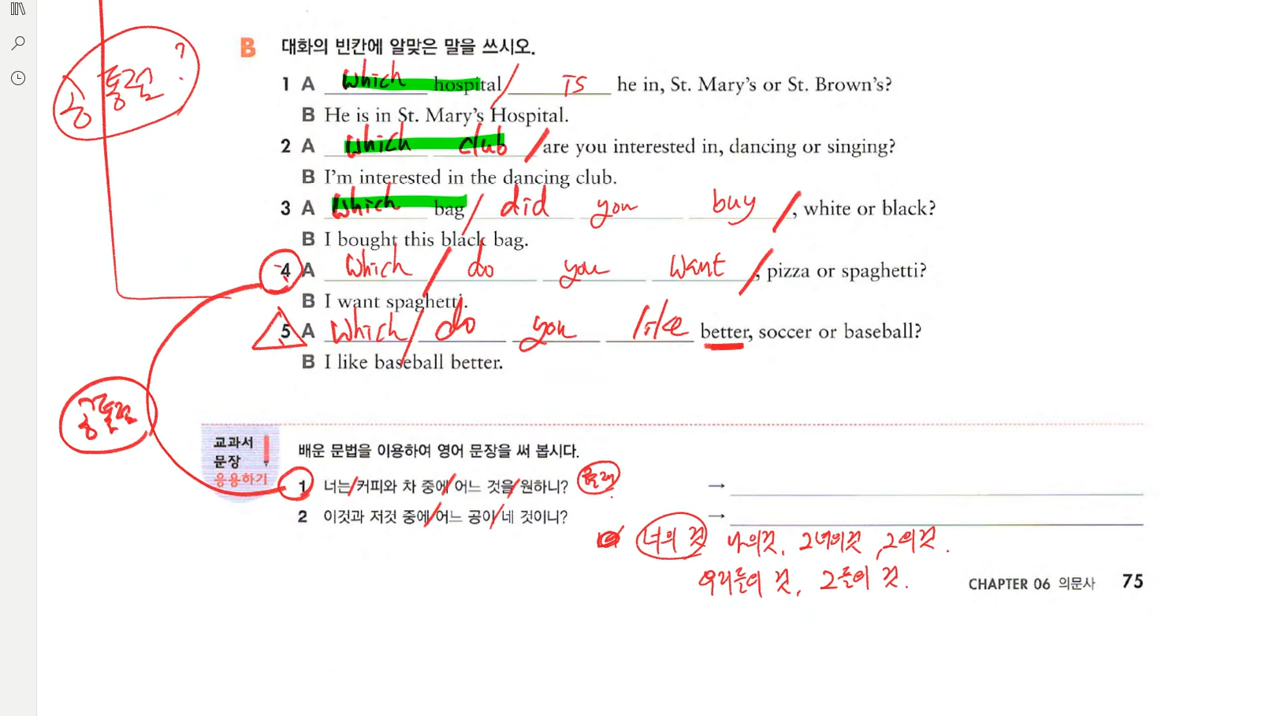 공통점?
B 대화의 빈칸에 알맞은 말을 쓰시오.
1 A Which hospital / is he in, St. Mary's or St. Brown's?
B He is in St. Mary's Hospital.
2 A Which club / are you interested in, dancing or singing?
B I'm interested in the dancing club.
3 A Which bag / did you buy /, white or black?
B I bought this black bag.
4 A Which / do you want /, pizza or spaghetti?
B I want spaghetti.
5 A Which / do you like better, soccer or baseball?
B I like baseball better.
공통점
교과서
문장
응용하기
배운 문법을 이용하여 영어 문장을 써 봅시다.
1 너는/커피와 차 중에/어느 것을/원하니? →
2 이것과 저것 중에/어느 공이/네 것이니? →
너의 것 나의 것, 그녀의 것, 그의 것.
우리들의 것, 그들의 것.
CHAPTER 06 의문사 75